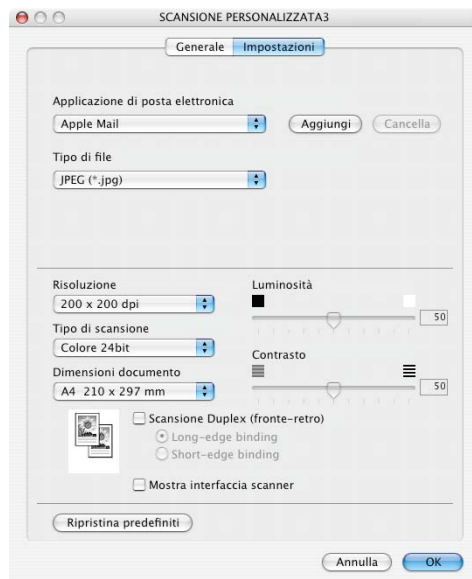 SCANSIONE PERSONALIZZATA3
Generale Impostazioni
Applicazione di posta elettronica
Apple Mail Aggiungi Cancella
Tipo di file
JPEG (*.jpg)
Risoluzione Luminosità
200 x 200 dpi 50
Tipo di scansione
Colore 24bit Contrasto
Dimensioni documento
A4 210 x 297 mm 50
Scansione Duplex (fronte-retro)
Long-edge binding
Short-edge binding
Mostra interfaccia scanner
Ripristina predefiniti
Annulla OK